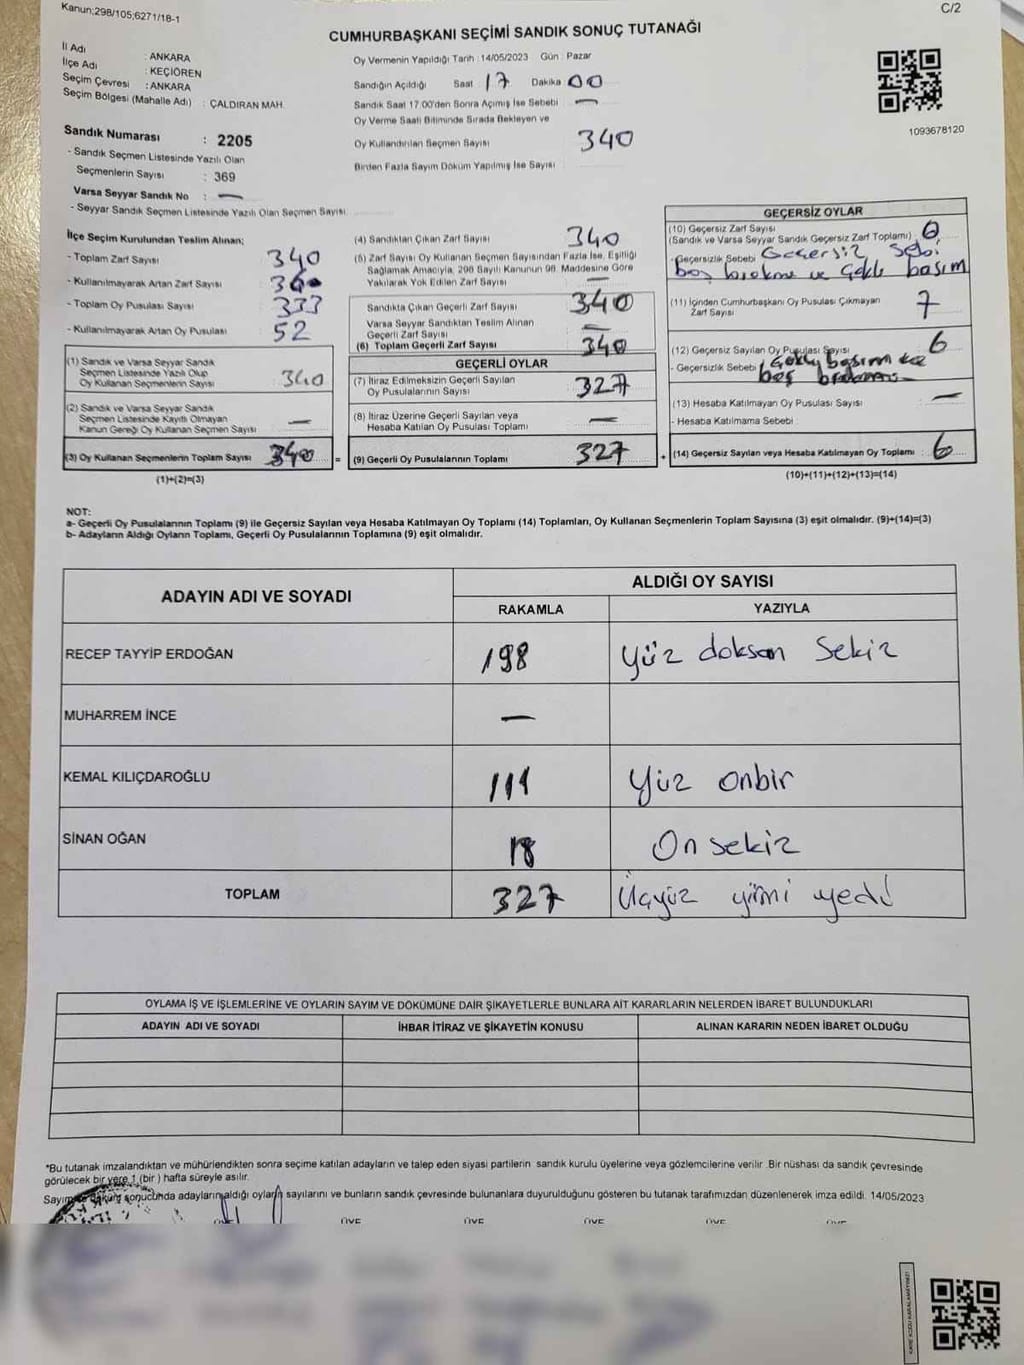 Kanun;298/105;6271/18-1
C/2
CUMHURBAŞKANI SEÇİMİ SANDIK SONUÇ TUTANAĞI
İl Adı : ANKARA
İlçe Adı : KEÇİÖREN
Seçim Çevresi : ANKARA
Seçim Bölgesi (Mahalle Adı) : ÇALDIRAN MAH.
Sandık Numarası : 2205
- Sandık Seçmen Listesinde Yazılı Olan
Seçmenlerin Sayısı : 369
Varsa Seyyar Sandık No : —
- Seyyar Sandık Seçmen Listesinde Yazılı Olan Seçmen Sayısı:
Oy Vermenin Yapıldığı Tarih :14/05/2023 Gün : Pazar
Sandığın Açıldığı Saat 17 Dakika 00
Sandık Saat 17.00'den Sonra Açımış İse Sebebi —
Oy Verme Saati Bitiminde Sırada Bekleyen ve
Oy Kullandırılan Seçmen Sayısı 340
Birden Fazla Sayım Döküm Yapılmış İse Sayısı
1093678120
İlçe Seçim Kurulundan Teslim Alınan;
- Toplam Zarf Sayısı 340
- Kullanılmayarak Artan Zarf Sayısı
- Toplam Oy Pusulası Sayısı 333
- Kullanılmayarak Artan Oy Pusulası 52
(1) Sandık ve Varsa Seyyar Sandık
Seçmen Listesinde Yazılı Olup
Oy Kullanan Seçmenlerin Sayısı 340
(2) Sandık ve Varsa Seyyar Sandık
Seçmen Listesinde Kayıtlı Olmayan
Kanun Gereği Oy Kullanan Seçmen Sayısı —
(3) Oy Kullanan Seçmenlerin Toplam Sayısı 340 =
(1)+(2)=(3)
(4) Sandıktan Çıkan Zarf Sayısı 340
(5) Zarf Sayısı Oy Kullanan Seçmen Sayısından Fazla İse, Eşitliği
Sağlamak Amacıyla, 298 Sayılı Kanunun 98. Maddesine Göre
Yakılarak Yok Edilen Zarf Sayısı —
Sandıkta Çıkan Geçerli Zarf Sayısı 340
Varsa Seyyar Sandıktan Teslim Alınan
Geçerli Zarf Sayısı —
(6) Toplam Geçerli Zarf Sayısı 340
GEÇERLİ OYLAR
(7) İtiraz Edilmeksizin Geçerli Sayılan
Oy Pusulalarının Sayısı 327
(8) İtiraz Üzerine Geçerli Sayılan veya
Hesaba Katılan Oy Pusulası Toplamı —
(9) Geçerli Oy Pusulalarının Toplamı 327 +
GEÇERSİZ OYLAR
(10) Geçersiz Zarf Sayısı
(Sandık ve Varsa Seyyar Sandık Geçersiz Zarf Toplamı) :
- Geçersizlik Sebebi Geçersiz Sebi
boş bırakma ve çoklu basım
(11) İçinden Cumhurbaşkanı Oy Pusulası Çıkmayan
Zarf Sayısı 7
(12) Geçersiz Sayılan Oy Pusulası Sayısı 6
- Geçersizlik Sebebi
(13) Hesaba Katılmayan Oy Pusulası Sayısı —
- Hesaba Katılmama Sebebi
(14) Geçersiz Sayılan veya Hesaba Katılmayan Oy Toplamı : 6
(10)+(11)+(12)+(13)=(14)
NOT:
a- Geçerli Oy Pusulalarının Toplamı (9) ile Geçersiz Sayılan veya Hesaba Katılmayan Oy Toplamı (14) Toplamları, Oy Kullanan Seçmenlerin Toplam Sayısına (3) eşit olmalıdır. (9)+(14)=(3)
b- Adayların Aldığı Oyların Toplamı, Geçerli Oy Pusulalarının Toplamına (9) eşit olmalıdır.
ADAYIN ADI VE SOYADI
ALDIĞI OY SAYISI
RAKAMLA YAZIYLA
RECEP TAYYİP ERDOĞAN 198 Yüz doksan Sekiz
MUHARREM İNCE —
KEMAL KILIÇDAROĞLU 111 Yüz onbir
SİNAN OĞAN 18 On sekiz
TOPLAM 327 Üçyüz yirmi yedi
OYLAMA İŞ VE İŞLEMLERİNE VE OYLARIN SAYIM VE DÖKÜMÜNE DAİR ŞİKAYETLERLE BUNLARA AİT KARARLARIN NELERDEN İBARET BULUNDUKLARI
ADAYIN ADI VE SOYADI İHBAR İTİRAZ VE ŞİKAYETİN KONUSU ALINAN KARARIN NEDEN İBARET OLDUĞU
*Bu tutanak imzalandıktan ve mühürlendikten sonra seçime katılan adayların ve talep eden siyasi partilerin sandık kurulu üyelerine veya gözlemcilerine verilir .Bir nüshası da sandık çevresinde
görülecek bir yere 1 (bir ) hafta süreyle asılır.
Sayım sonucunda adayların aldığı oyların sayılarını ve bunların sandık çevresinde bulunanlara duyurulduğunu gösteren bu tutanak tarafımızdan düzenlenerek imza edildi. 14/05/2023
ÜYE ÜYE ÜYE ÜYE